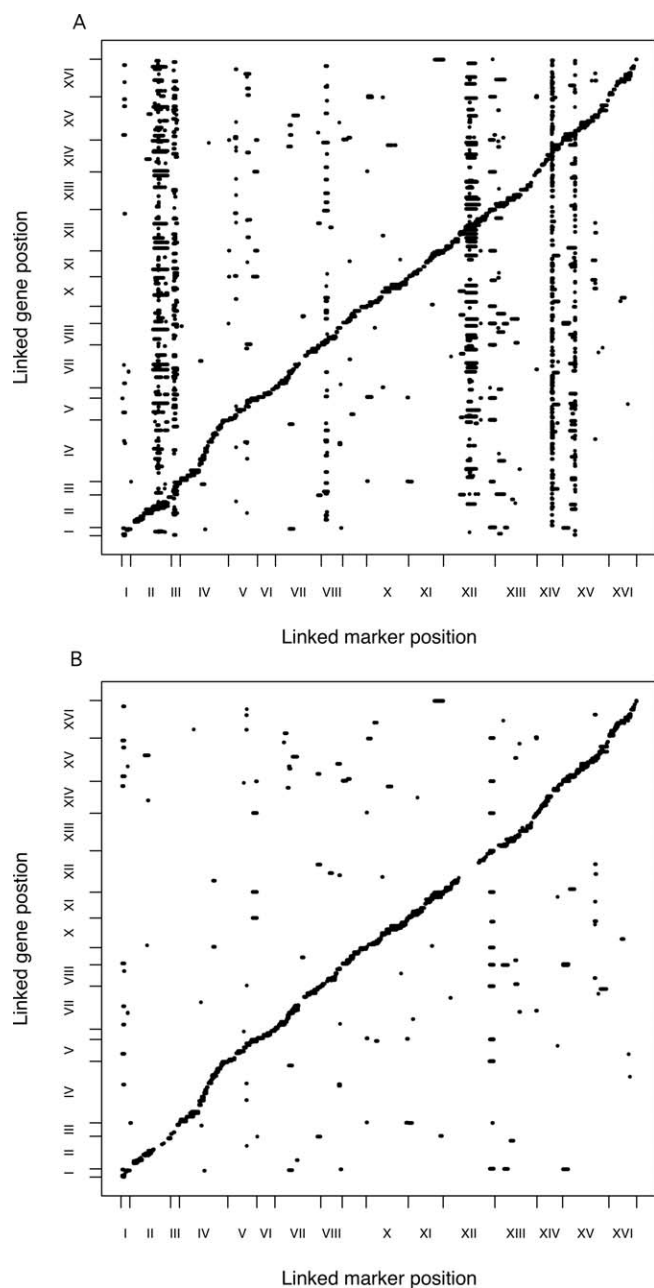 A
Linked gene postion
I II III IV V VII VIII X XI XII XIII XIV XV XVI
I II III IV V VI VII VIII X XI XII XIII XIV XV XVI
Linked marker position
B
Linked gene postion
I II III IV V VII VIII X XI XII XIII XIV XV XVI
I II III IV V VI VII VIII X XI XII XIII XIV XV XVI
Linked marker position